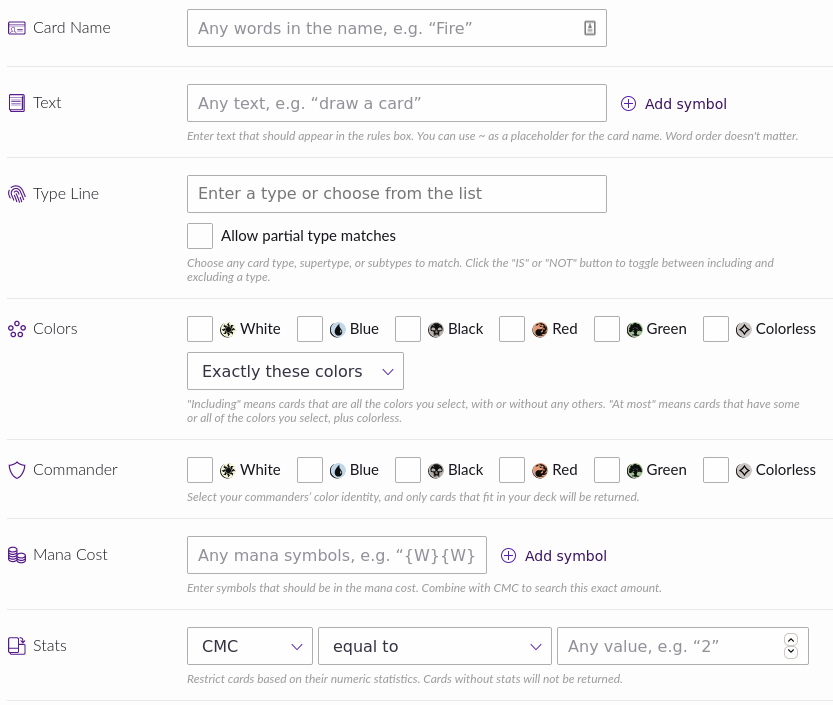 Card Name
Any words in the name, e.g. “Fire”
Text
Any text, e.g. “draw a card”
Add symbol
Enter text that should appear in the rules box. You can use ~ as a placeholder for the card name. Word order doesn't matter.
Type Line
Enter a type or choose from the list
Allow partial type matches
Choose any card type, supertype, or subtypes to match. Click the "IS" or "NOT" button to toggle between including and
excluding a type.
Colors
White Blue Black Red Green Colorless
Exactly these colors
"Including" means cards that are all the colors you select, with or without any others. "At most" means cards that have some
or all of the colors you select, plus colorless.
Commander
White Blue Black Red Green Colorless
Select your commanders' color identity, and only cards that fit in your deck will be returned.
Mana Cost
Any mana symbols, e.g. “{W}{W}
Add symbol
Enter symbols that should be in the mana cost. Combine with CMC to search this exact amount.
Stats
CMC
equal to
Any value, e.g. “2”
Restrict cards based on their numeric statistics. Cards without stats will not be returned.